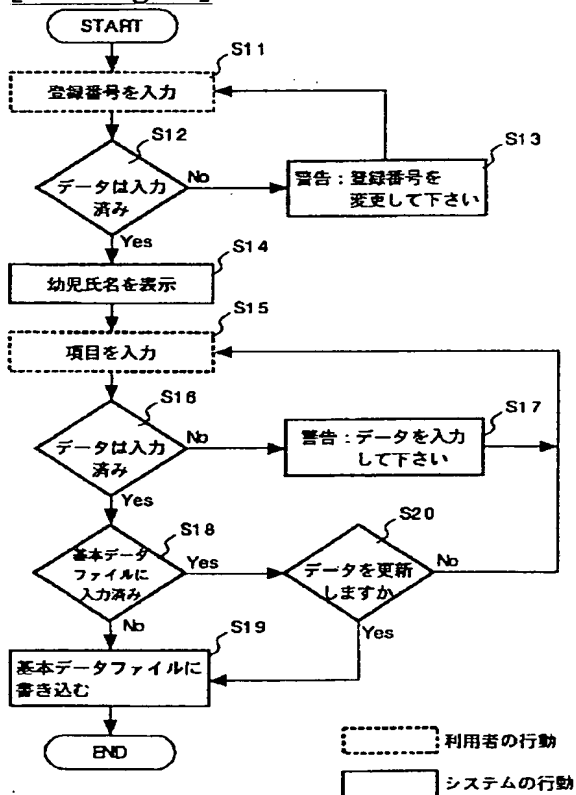 START
S11
登録番号を入力
S12
データは入力
済み
No
S13
警告：登録番号を
変更して下さい
Yes
S14
幼児氏名を表示
S15
項目を入力
S16
データは入力
済み
No
S17
警告：データを入力
して下さい
Yes
S18
基本データ
ファイルに
入力済み
Yes
S20
データを更新
しますか
No
No
Yes
S19
基本データファイルに
書き込む
END
利用者の行動
システムの行動